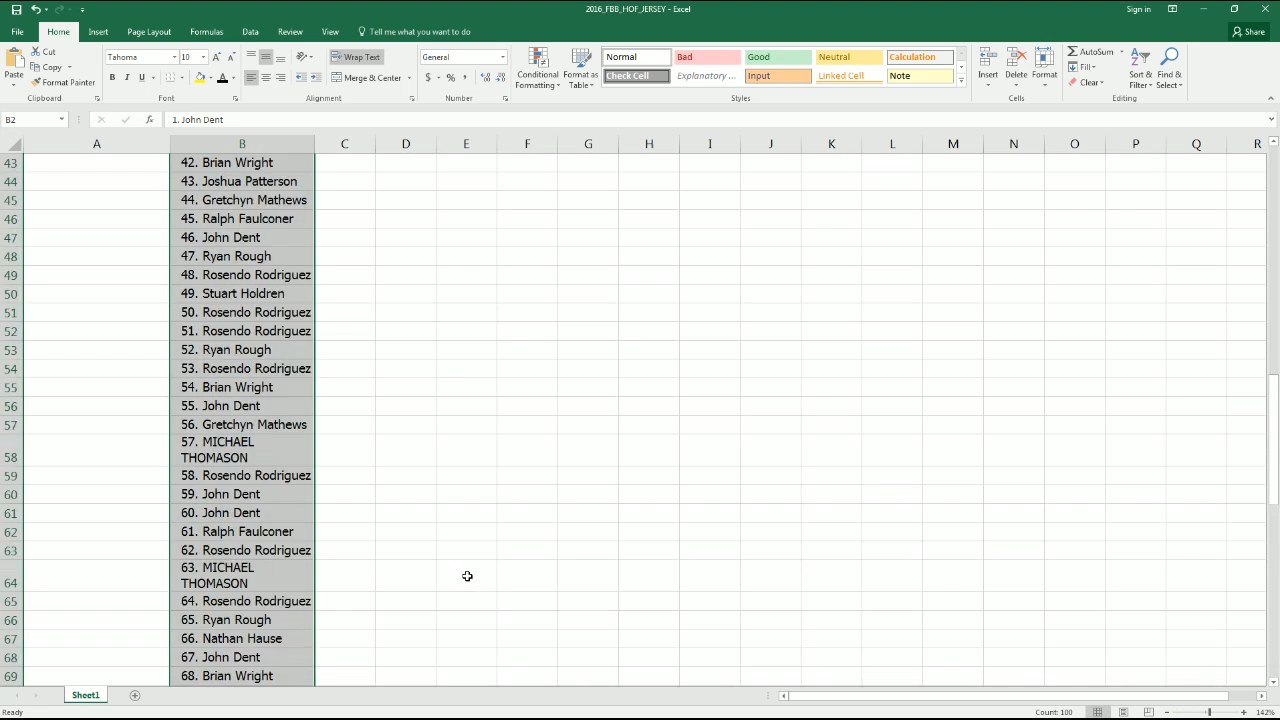 2016_FBB_HOF_JERSEY - Excel
Sign in
File Home Insert Page Layout Formulas Data Review View Tell me what you want to do Share
Paste
Cut
Copy
Format Painter
Clipboard
Tahoma 10
B I U A
Font
Wrap Text
Merge & Center
Alignment
General
$ % ,
Number
Conditional Formatting
Format as Table
Normal Bad Good Neutral Calculation
Check Cell Explanatory ... Input Linked Cell Note
Styles
Insert Delete Format
Cells
AutoSum
Fill
Clear
Sort & Filter
Find & Select
Editing
B2 fx 1. John Dent
A B C D E F G H I J K L M N O P Q R
43 42. Brian Wright
44 43. Joshua Patterson
45 44. Gretchyn Mathews
46 45. Ralph Faulconer
47 46. John Dent
48 47. Ryan Rough
49 48. Rosendo Rodriguez
50 49. Stuart Holdren
51 50. Rosendo Rodriguez
52 51. Rosendo Rodriguez
53 52. Ryan Rough
54 53. Rosendo Rodriguez
55 54. Brian Wright
56 55. John Dent
57 56. Gretchyn Mathews
57. MICHAEL
58 THOMASON
59 58. Rosendo Rodriguez
60 59. John Dent
61 60. John Dent
62 61. Ralph Faulconer
63 62. Rosendo Rodriguez
63. MICHAEL
64 THOMASON
65 64. Rosendo Rodriguez
66 65. Ryan Rough
67 66. Nathan Hause
68 67. John Dent
69 68. Brian Wright
Sheet1
Ready Count: 100 142%